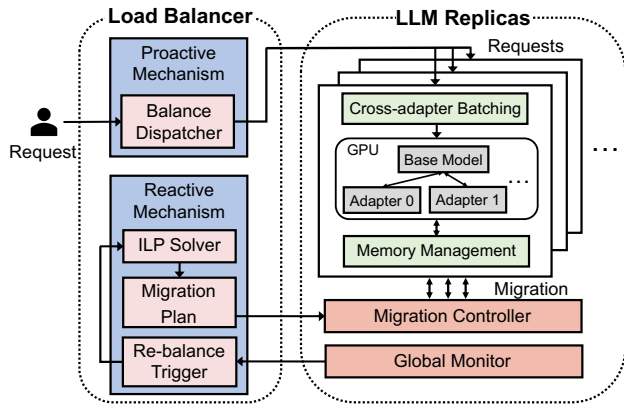 Load Balancer
LLM Replicas
Proactive
Mechanism
Balance
Dispatcher
Request
Requests
Cross-adapter Batching
GPU
Base Model
...
Adapter 0
Adapter 1
Memory Management
...
Reactive
Mechanism
ILP Solver
Migration
Plan
Re-balance
Trigger
Migration
Migration Controller
Global Monitor